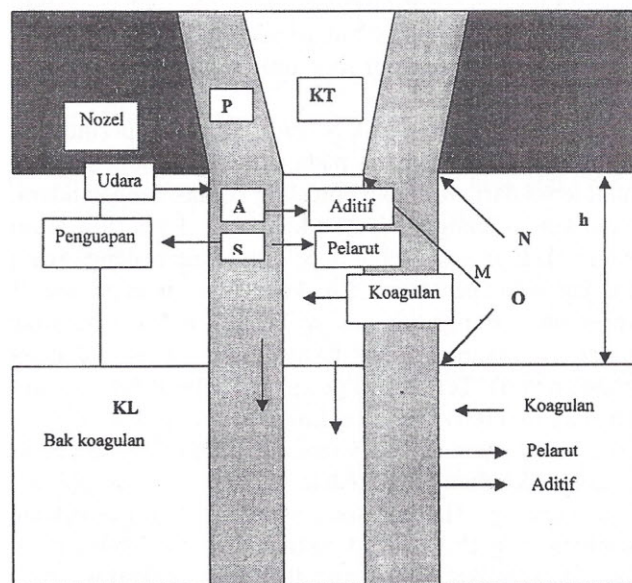 P
KT
Nozel
Udara
A
Aditif
N
h
Penguapan
S
Pelarut
M
Koagulan
O
KL
Bak koagulan
Koagulan
Pelarut
Aditif